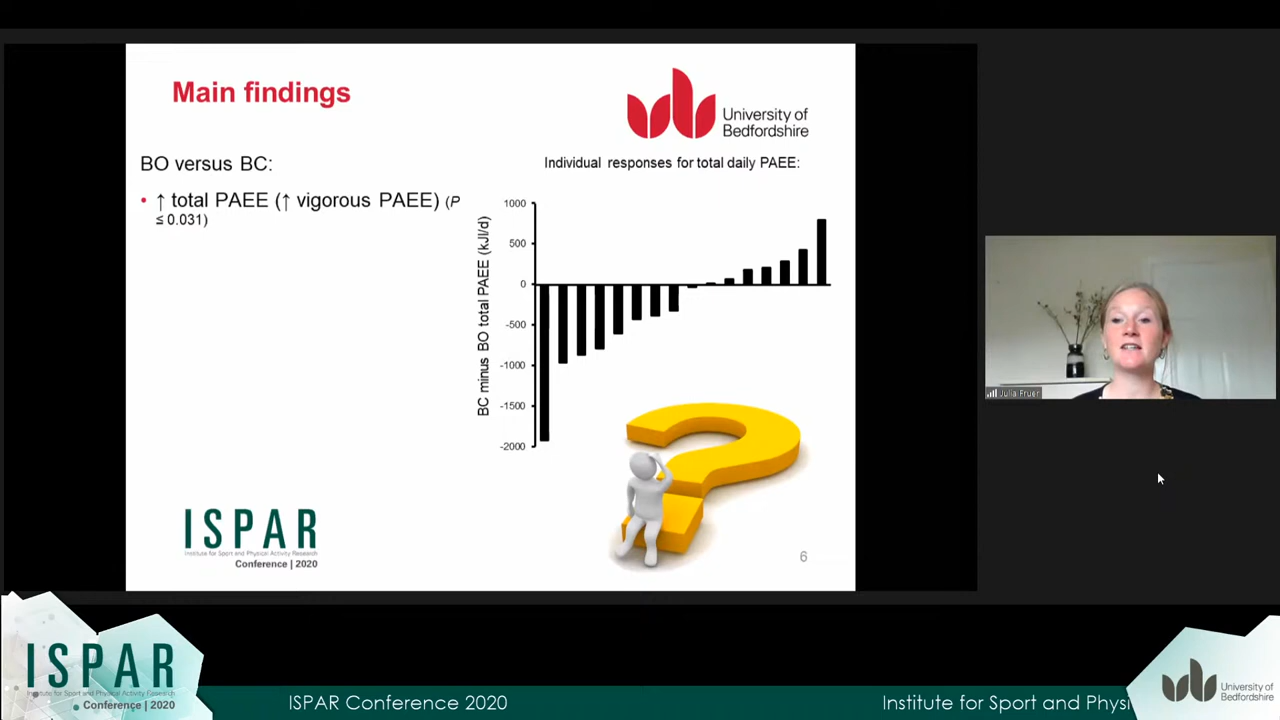 Main findings
University of
Bedfordshire
BO versus BC:
• ↑ total PAEE (↑ vigorous PAEE) (P
≤ 0.031)
Individual responses for total daily PAEE:
BC minus BO total PAEE (kJ/d)
1000
500
0
-500
-1000
-1500
-2000
ISPAR
Institute for Sport and Physical Activity Research
Conference | 2020
6
Julia Fruer
ISPAR
Institute for Sport and Physical Activity Research
Conference | 2020
ISPAR Conference 2020
Institute for Sport and Physi
University of
Bedfordshire